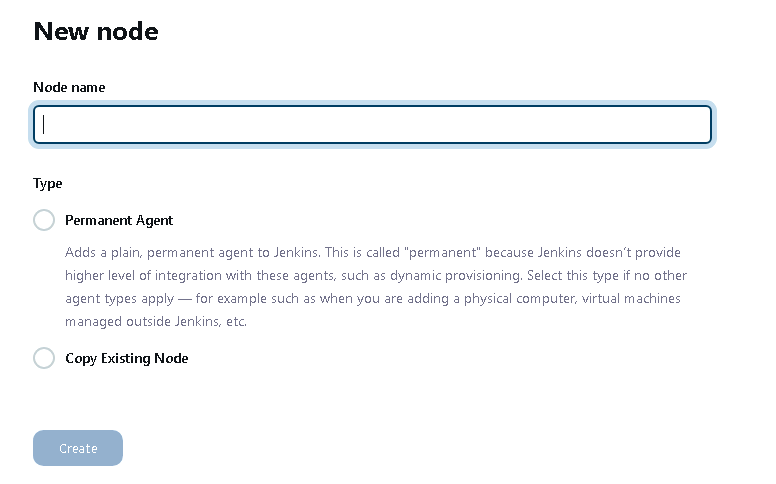 New node
Node name
Type
Permanent Agent
Adds a plain, permanent agent to Jenkins. This is called "permanent" because Jenkins doesn't provide
higher level of integration with these agents, such as dynamic provisioning. Select this type if no other
agent types apply — for example such as when you are adding a physical computer, virtual machines
managed outside Jenkins, etc.
Copy Existing Node
Create